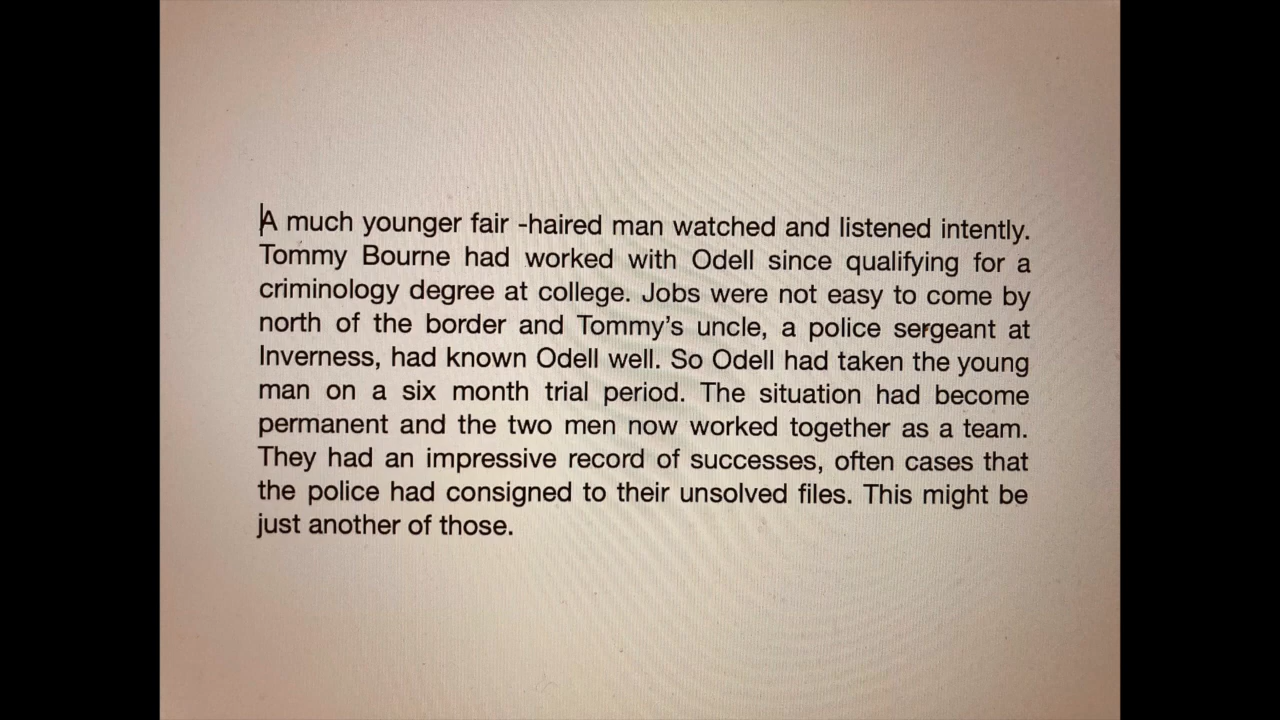 A much younger fair -haired man watched and listened intently.
Tommy Bourne had worked with Odell since qualifying for a
criminology degree at college. Jobs were not easy to come by
north of the border and Tommy's uncle, a police sergeant at
Inverness, had known Odell well. So Odell had taken the young
man on a six month trial period. The situation had become
permanent and the two men now worked together as a team.
They had an impressive record of successes, often cases that
the police had consigned to their unsolved files. This might be
just another of those.